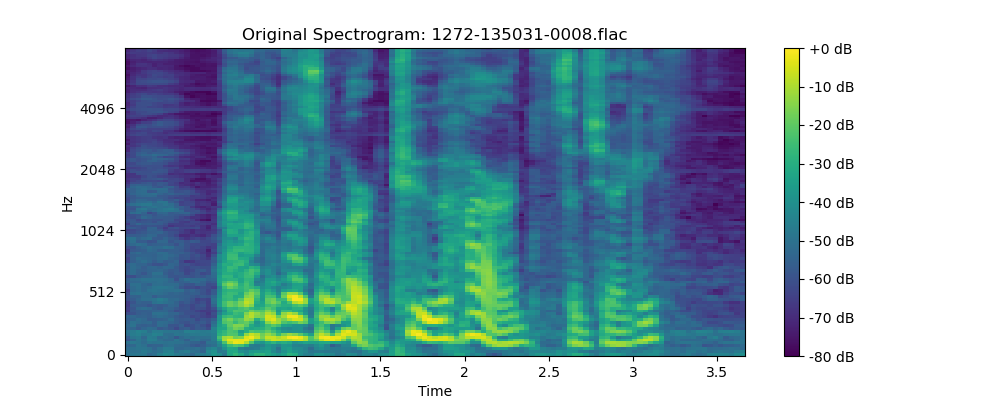 Original Spectrogram: 1272-135031-0008.flac
Hz
4096
2048
1024
512
0
0
0.5
1
1.5
2
2.5
3
3.5
Time
+0 dB
-10 dB
-20 dB
-30 dB
-40 dB
-50 dB
-60 dB
-70 dB
-80 dB